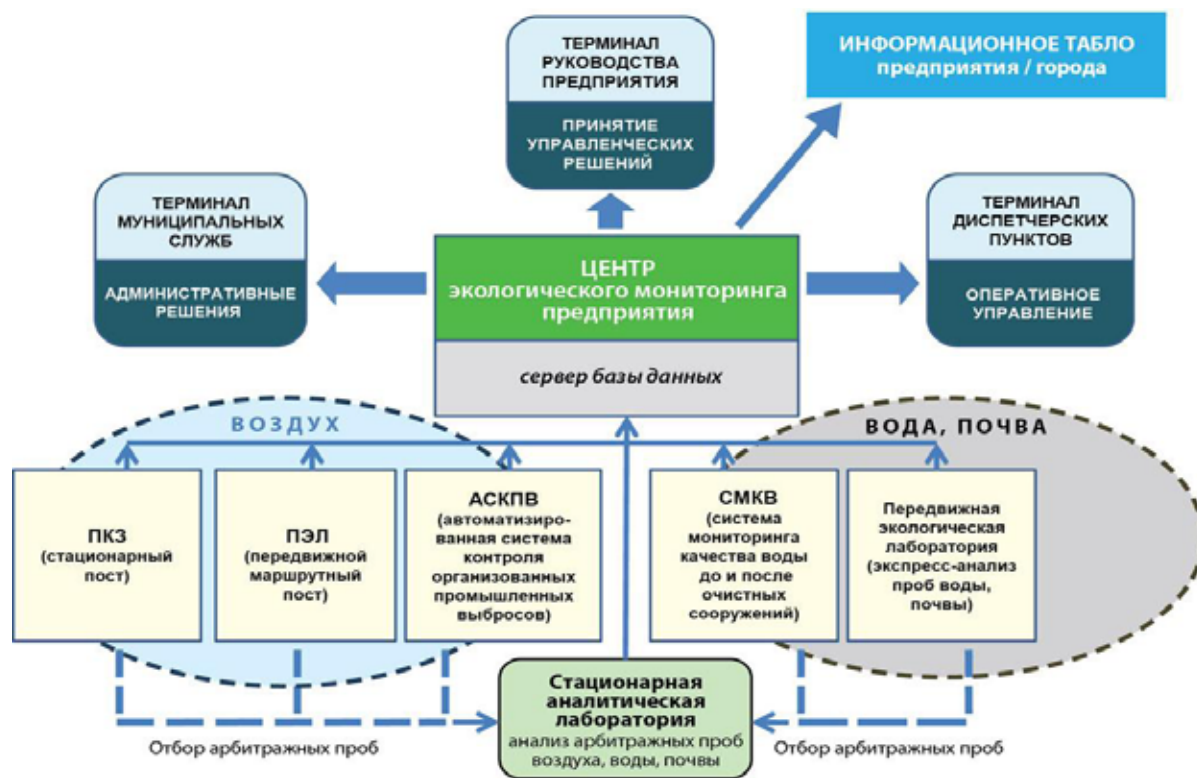 ТЕРМИНАЛ
РУКОВОДСТВА
ПРЕДПРИЯТИЯ
ПРИНЯТИЕ
УПРАВЛЕНЧЕСКИХ
РЕШЕНИЙ
ИНФОРМАЦИОННОЕ ТАБЛО
предприятия / города
ТЕРМИНАЛ
МУНИЦИПАЛЬНЫХ
СЛУЖБ
АДМИНИСТРАТИВНЫЕ
РЕШЕНИЯ
ЦЕНТР
экологического мониторинга
предприятия
сервер базы данных
ТЕРМИНАЛ
ДИСПЕТЧЕРСКИХ
ПУНКТОВ
ОПЕРАТИВНОЕ
УПРАВЛЕНИЕ
ВОЗДУХ
ВОДА, ПОЧВА
ПКЗ
(стационарный
пост)
ПЭЛ
(передвижной
маршрутный
пост)
АСКПВ
(автоматизиро-
ванная система
контроля
организованных
промышленных
выбросов)
СМКВ
(система
мониторинга
качества воды
до и после
очистных
сооружений)
Передвижная
экологическая
лаборатория
(экспресс-анализ
проб воды,
почвы)
Отбор арбитражных проб
Стационарная
аналитическая
лаборатория
анализ арбитражных проб
воздуха, воды, почвы
Отбор арбитражных проб